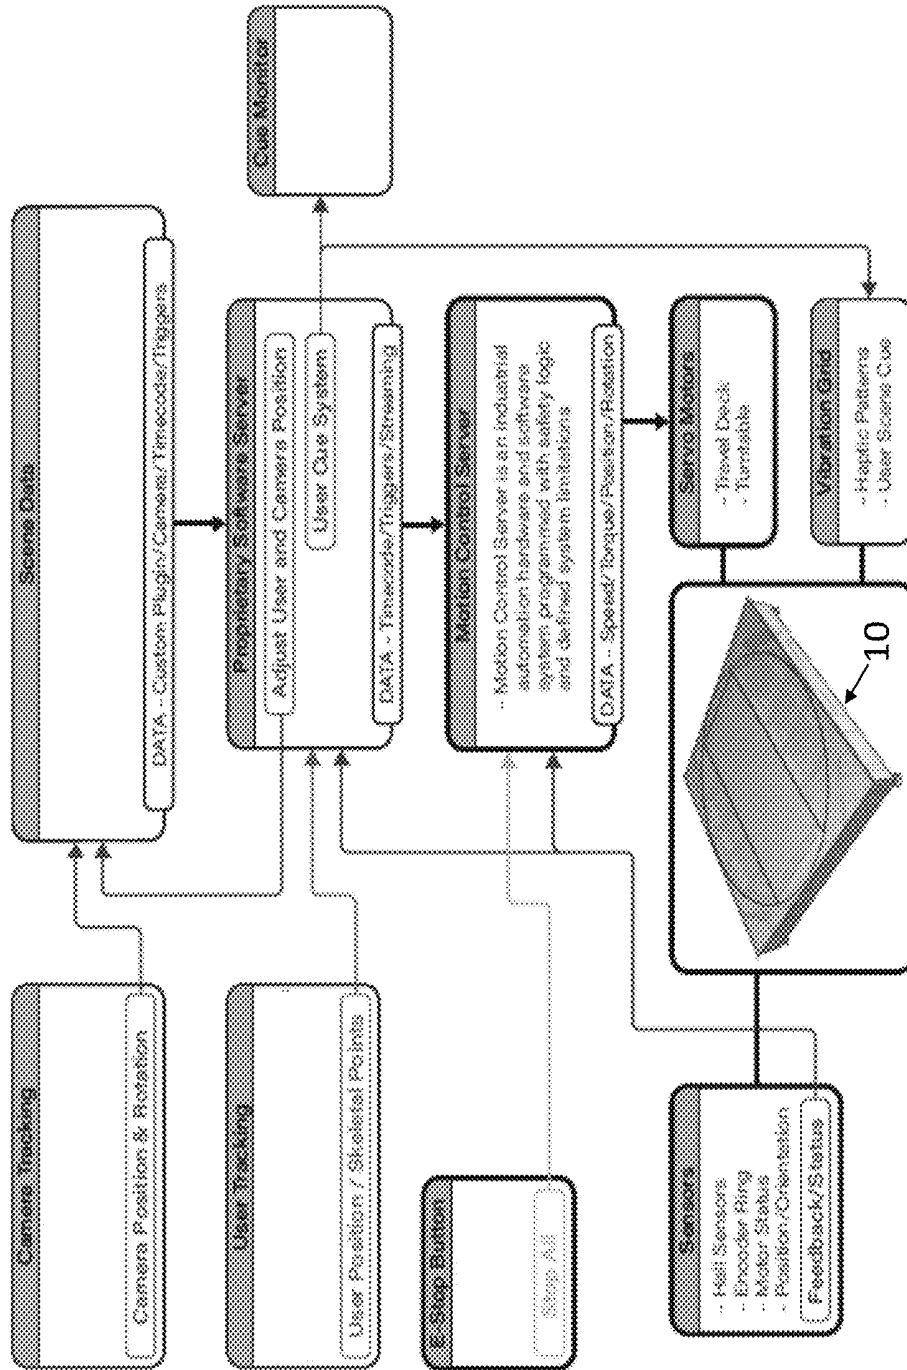 Camera Tracking
Camera Position & Rotation
User Tracking
User Position / Skeletal Points
E-Stop Button
Stop All
Sensors
- Hall Sensors
- Encoder Ring
- Motor Status
- Position/Orientation
Feedback/Status
Scene Data
DATA - Custom Plugin/Camera/Timecode/Triggers
Proprietry Software Server
Adjust User and Camera Position
User Cue System
DATA - Timecode/Triggers/Streaming
Motion Control Server
- Motion Control Server is an industrial
automation hardware and software
system programmed with safety logic
and defined system limitations
DATA - Speed/Torque/Position/Rotation
Servo Motors
- Travel Deck
- Turntable
Vibration Grid
- Haptic Patterns
- User Scene Cue
Cue Monitor
10